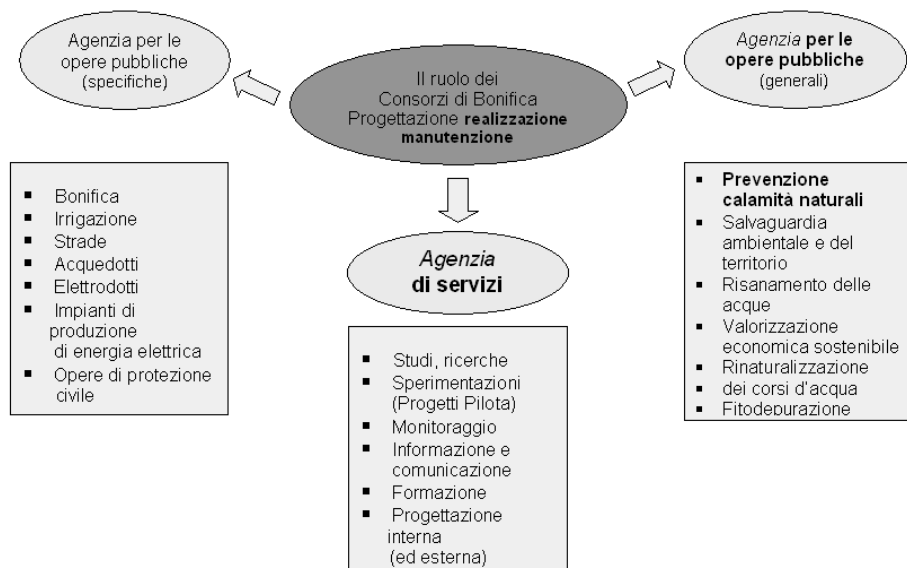 Agenzia per le
opere pubbliche
(specifiche)
Il ruolo dei
Consorzi di Bonifica
Progettazione realizzazione
manutenzione
Agenzia per le
opere pubbliche
(generali)
▪ Bonifica
▪ Irrigazione
▪ Strade
▪ Acquedotti
▪ Elettrodotti
▪ Impianti di
produzione
di energia elettrica
▪ Opere di protezione
civile
Agenzia
di servizi
▪ Studi, ricerche
▪ Sperimentazioni
(Progetti Pilota)
▪ Monitoraggio
▪ Informazione e
comunicazione
▪ Formazione
▪ Progettazione
interna
(ed esterna)
▪ Prevenzione
calamità naturali
▪ Salvaguardia
ambientale e del
territorio
▪ Risanamento delle
acque
▪ Valorizzazione
economica sostenibile
▪ Rinaturalizzazione
▪ dei corsi d'acqua
▪ Fitodepurazione